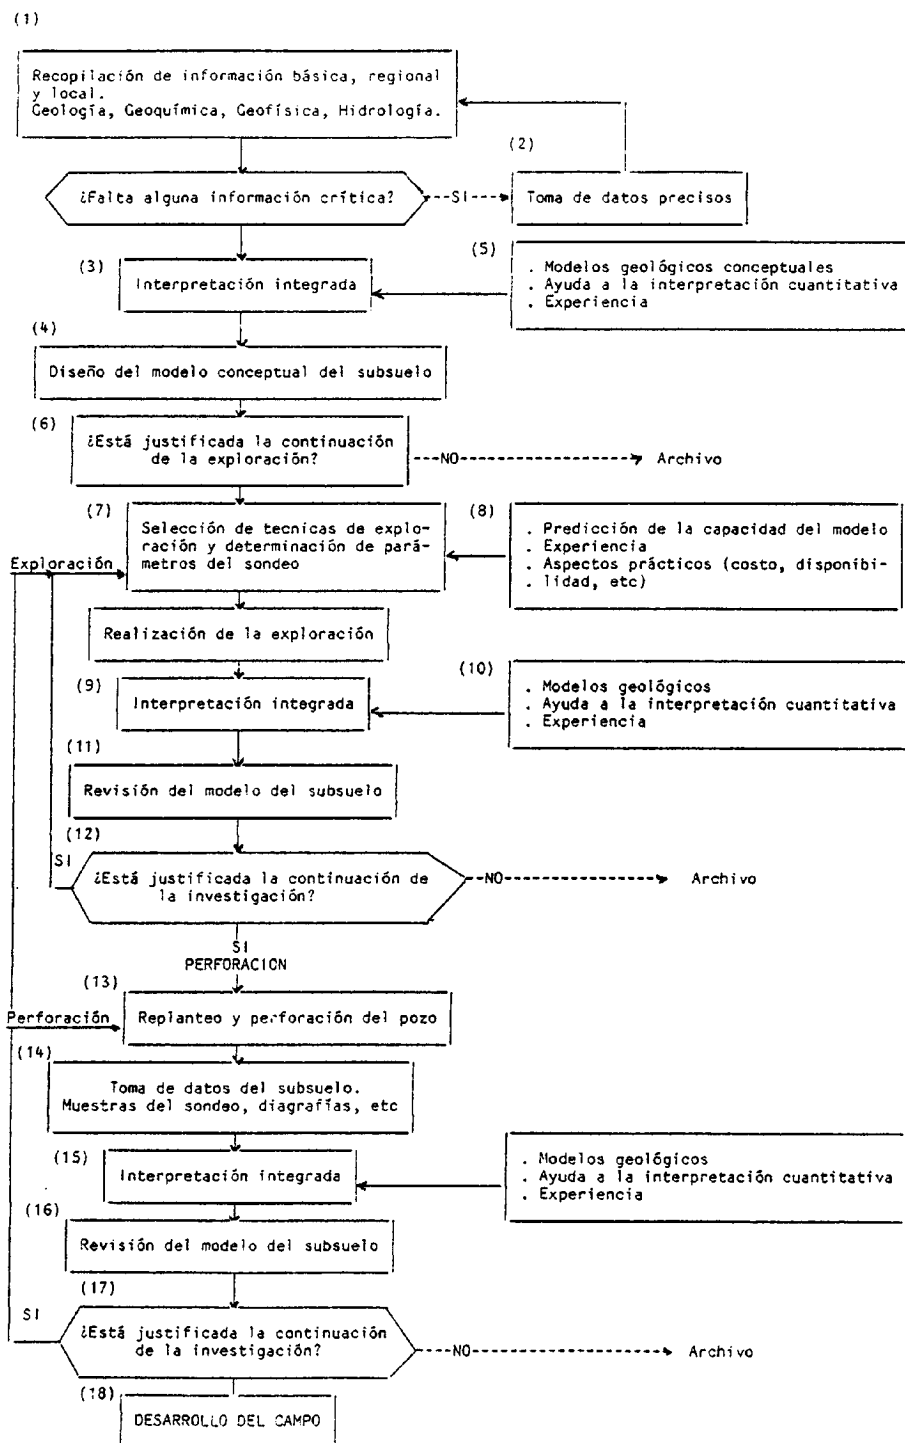 (1)
Recopilación de información básica, regional
y local.
Geología, Geoquímica, Geofísica, Hidrología.
(2)
¿Falta alguna información crítica?
SI
Toma de datos precisos
(3)
Interpretación integrada
(5)
. Modelos geológicos conceptuales
. Ayuda a la interpretación cuantitativa
. Experiencia
(4)
Diseño del modelo conceptual del subsuelo
(6)
¿Está justificada la continuación
de la exploración?
NO
Archivo
(7)
Selección de tecnicas de explo-
ración y determinación de pará-
metros del sondeo
(8)
. Predicción de la capacidad del modelo
. Experiencia
. Aspectos prácticos (costo, disponibi-
. lidad, etc)
Exploración
Realización de la exploración
(9)
Interpretación integrada
(10)
. Modelos geológicos
. Ayuda a la interpretación cuantitativa
. Experiencia
(11)
Revisión del modelo del subsuelo
(12)
SI
¿Está justificada la continuación de
la investigación?
NO
Archivo
SI
PERFORACION
(13)
Perforación
Replanteo y perforación del pozo
(14)
Toma de datos del subsuelo.
Muestras del sondeo, diagrafías, etc
(15)
Interpretación integrada
. Modelos geológicos
. Ayuda a la interpretación cuantitativa
. Experiencia
(16)
Revisión del modelo del subsuelo
(17)
SI
¿Está justificada la continuación
de la investigación?
NO
Archivo
(18)
DESARROLLO DEL CAMPO